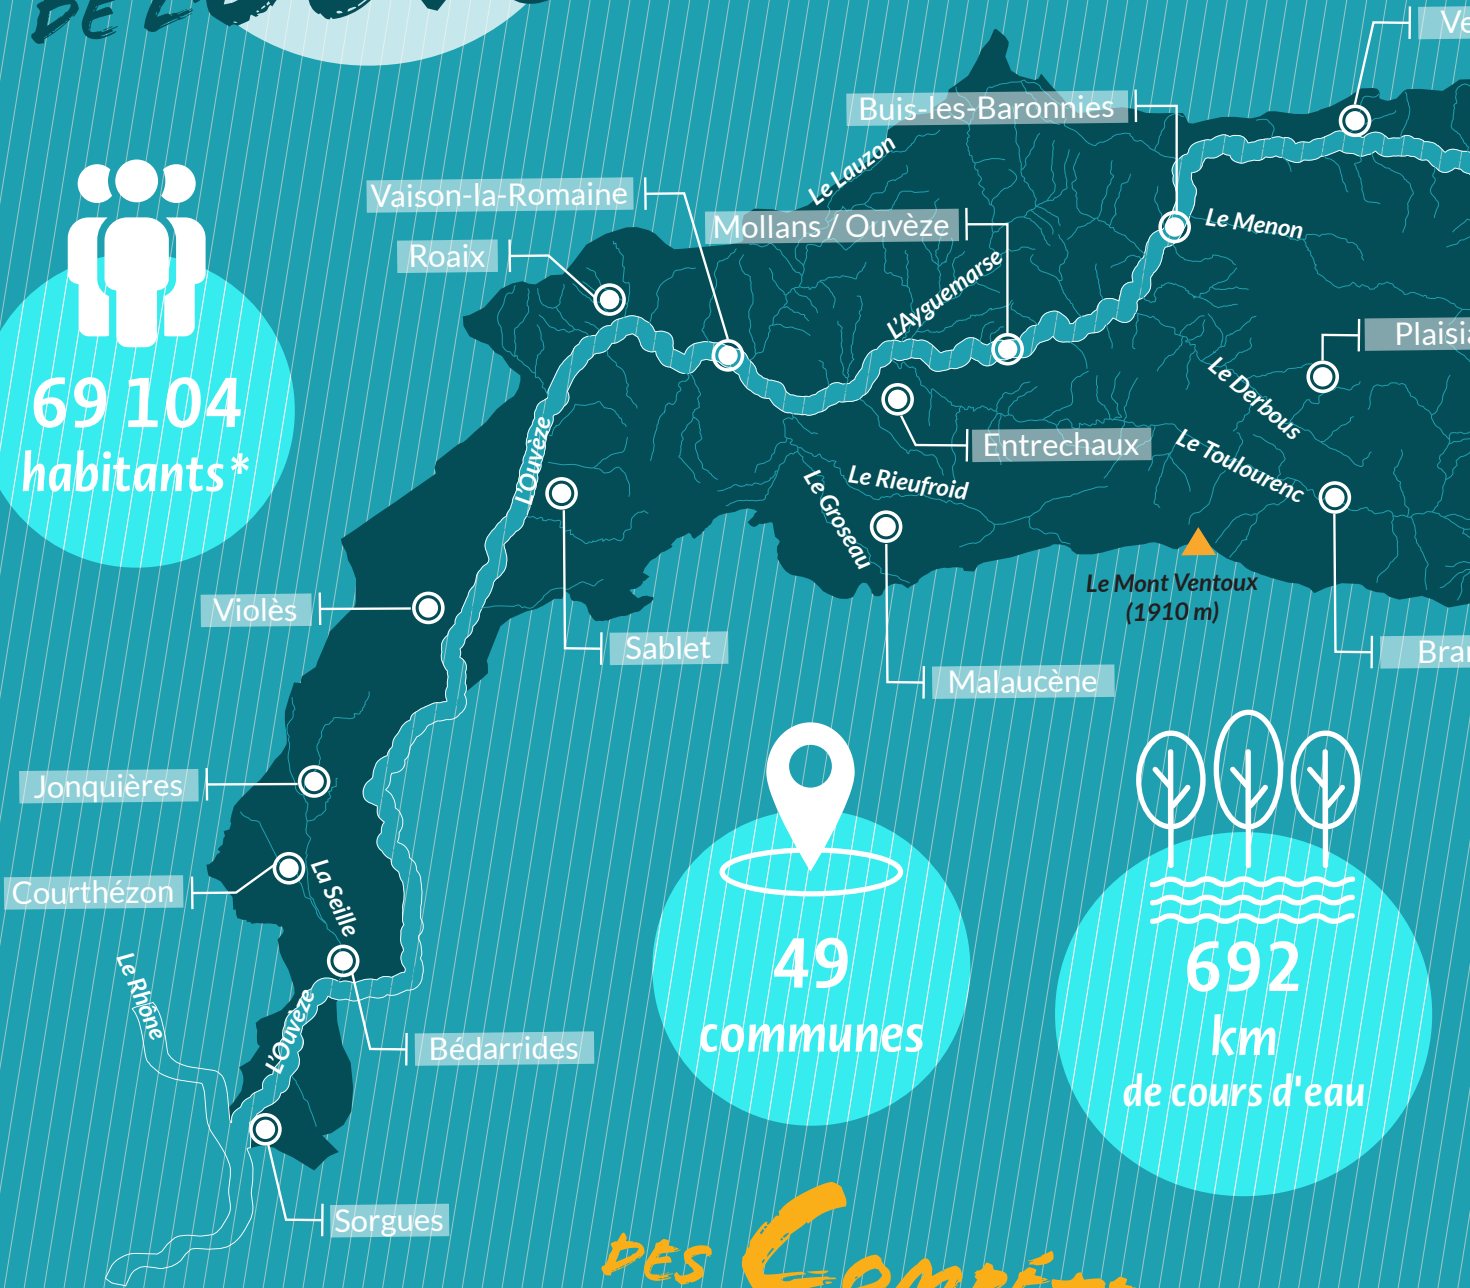 DE L'
Buis-les-Baronnies
Le Lauzon
Vaison-la-Romaine
Mollans / Ouvèze
Le Menon
Roaix
L'Ayguemarse
Le Derbous
69 104
habitants*
Entrechaux
Le Toulourenc
L'Ouvèze
Le Rieufroid
Le Groseau
Le Mont Ventoux
(1910 m)
Violès
Sablet
Malaucène
Jonquières
Courthézon
La Seille
49
communes
692
km
de cours d'eau
Le Rhône
L'Ouvèze
Bédarrides
Sorgues
DES